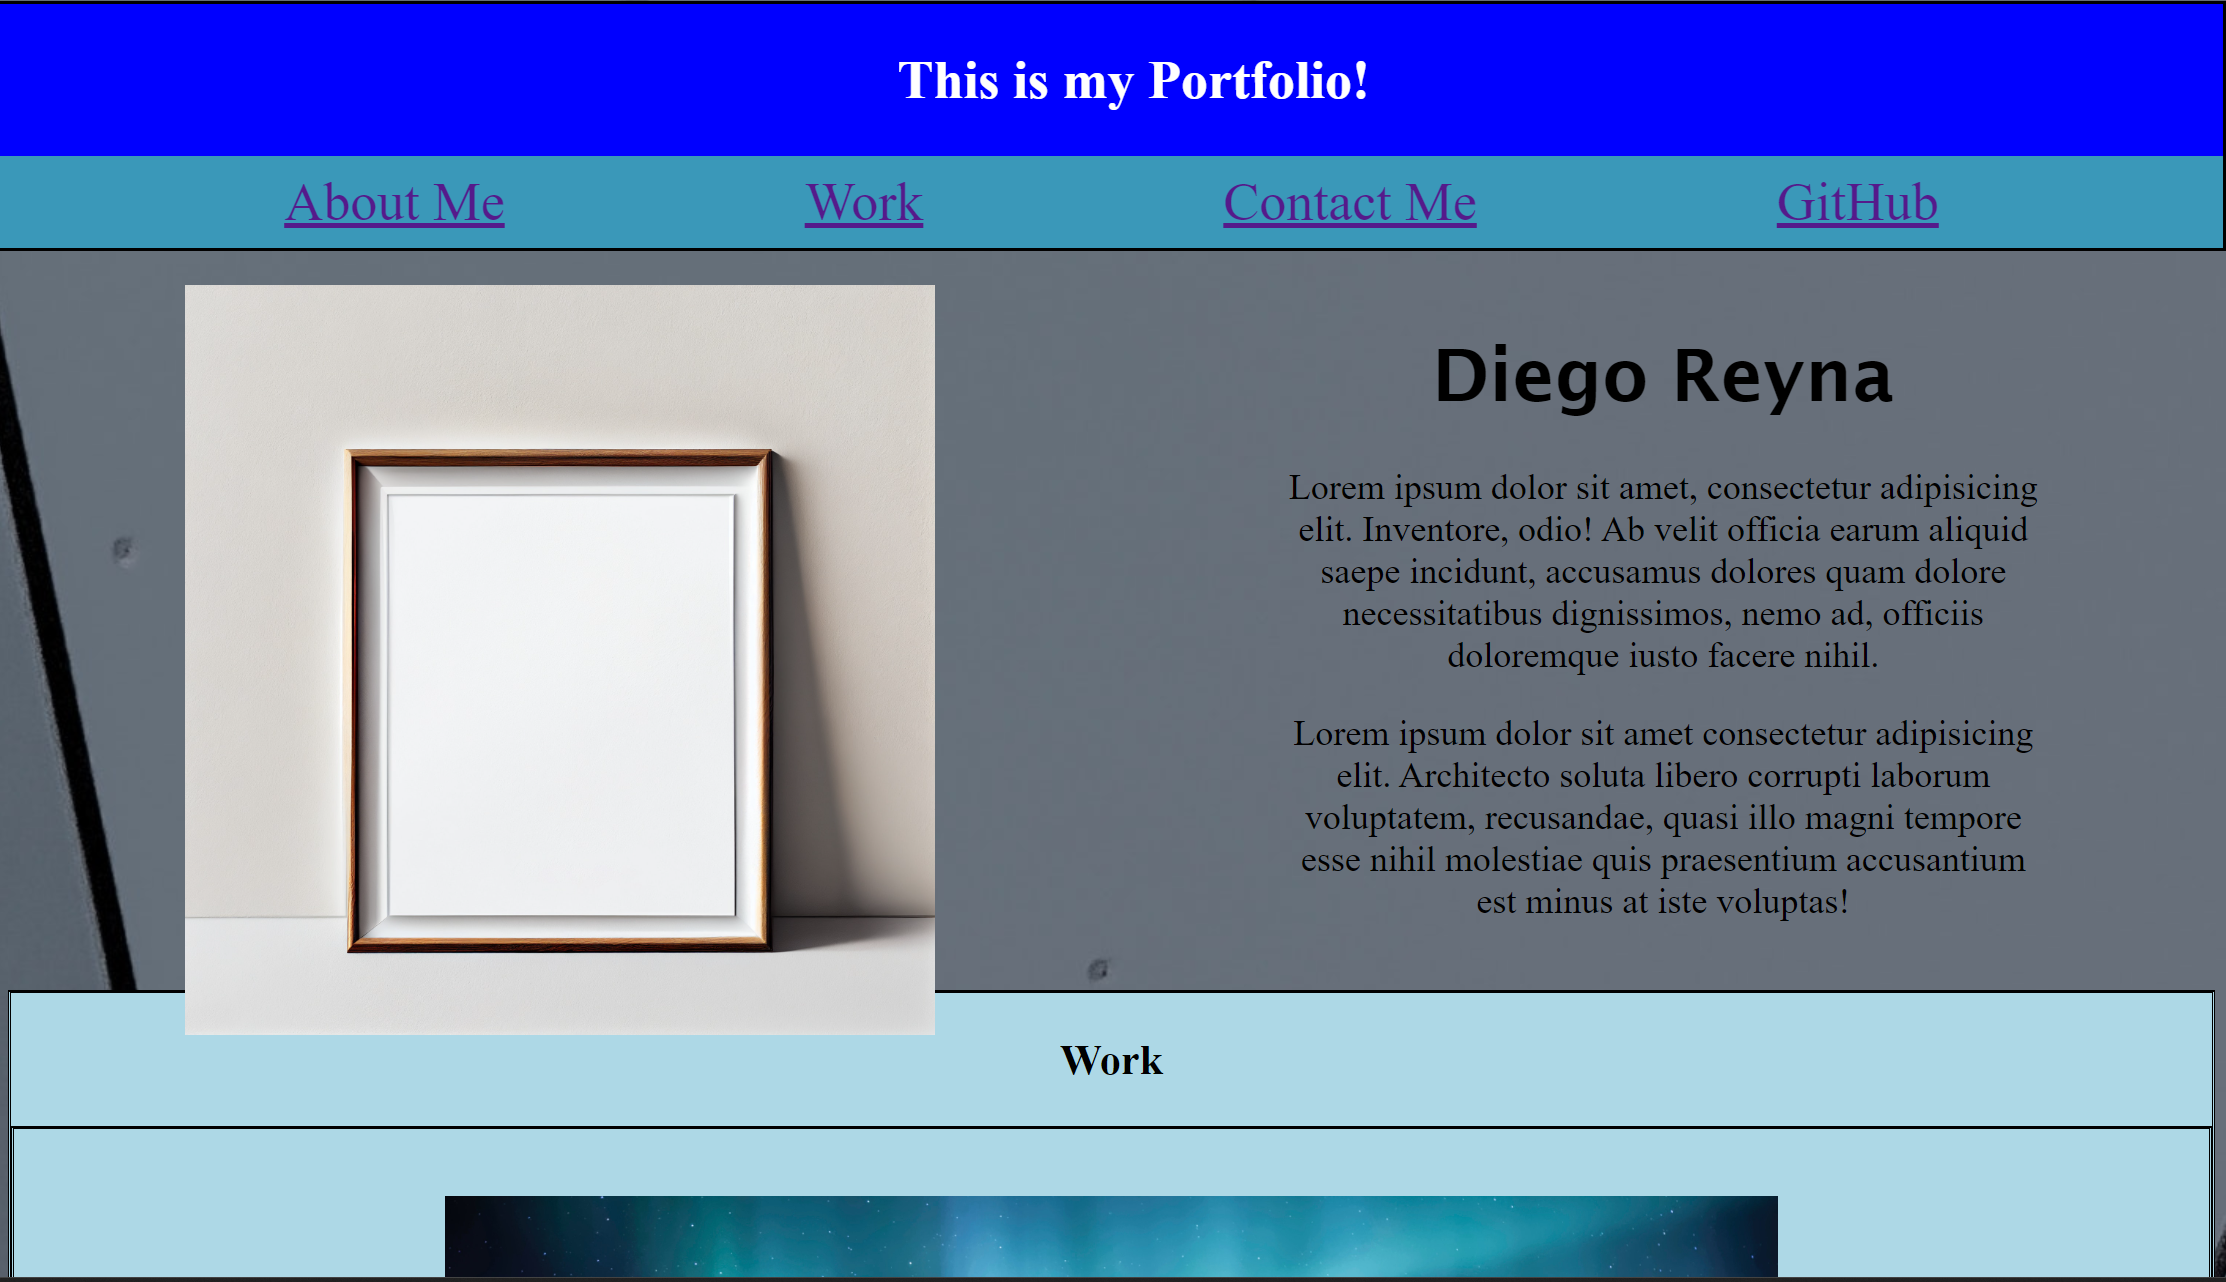 This is my Portfolio!
About Me Work Contact Me GitHub
Diego Reyna
Lorem ipsum dolor sit amet, consectetur adipisicing
elit. Inventore, odio! Ab velit officia earum aliquid
saepe incidunt, accusamus dolores quam dolore
necessitatibus dignissimos, nemo ad, officiis
doloremque iusto facere nihil.
Lorem ipsum dolor sit amet consectetur adipisicing
elit. Architecto soluta libero corrupti laborum
voluptatem, recusandae, quasi illo magni tempore
esse nihil molestiae quis praesentium accusantium
est minus at iste voluptas!
Work